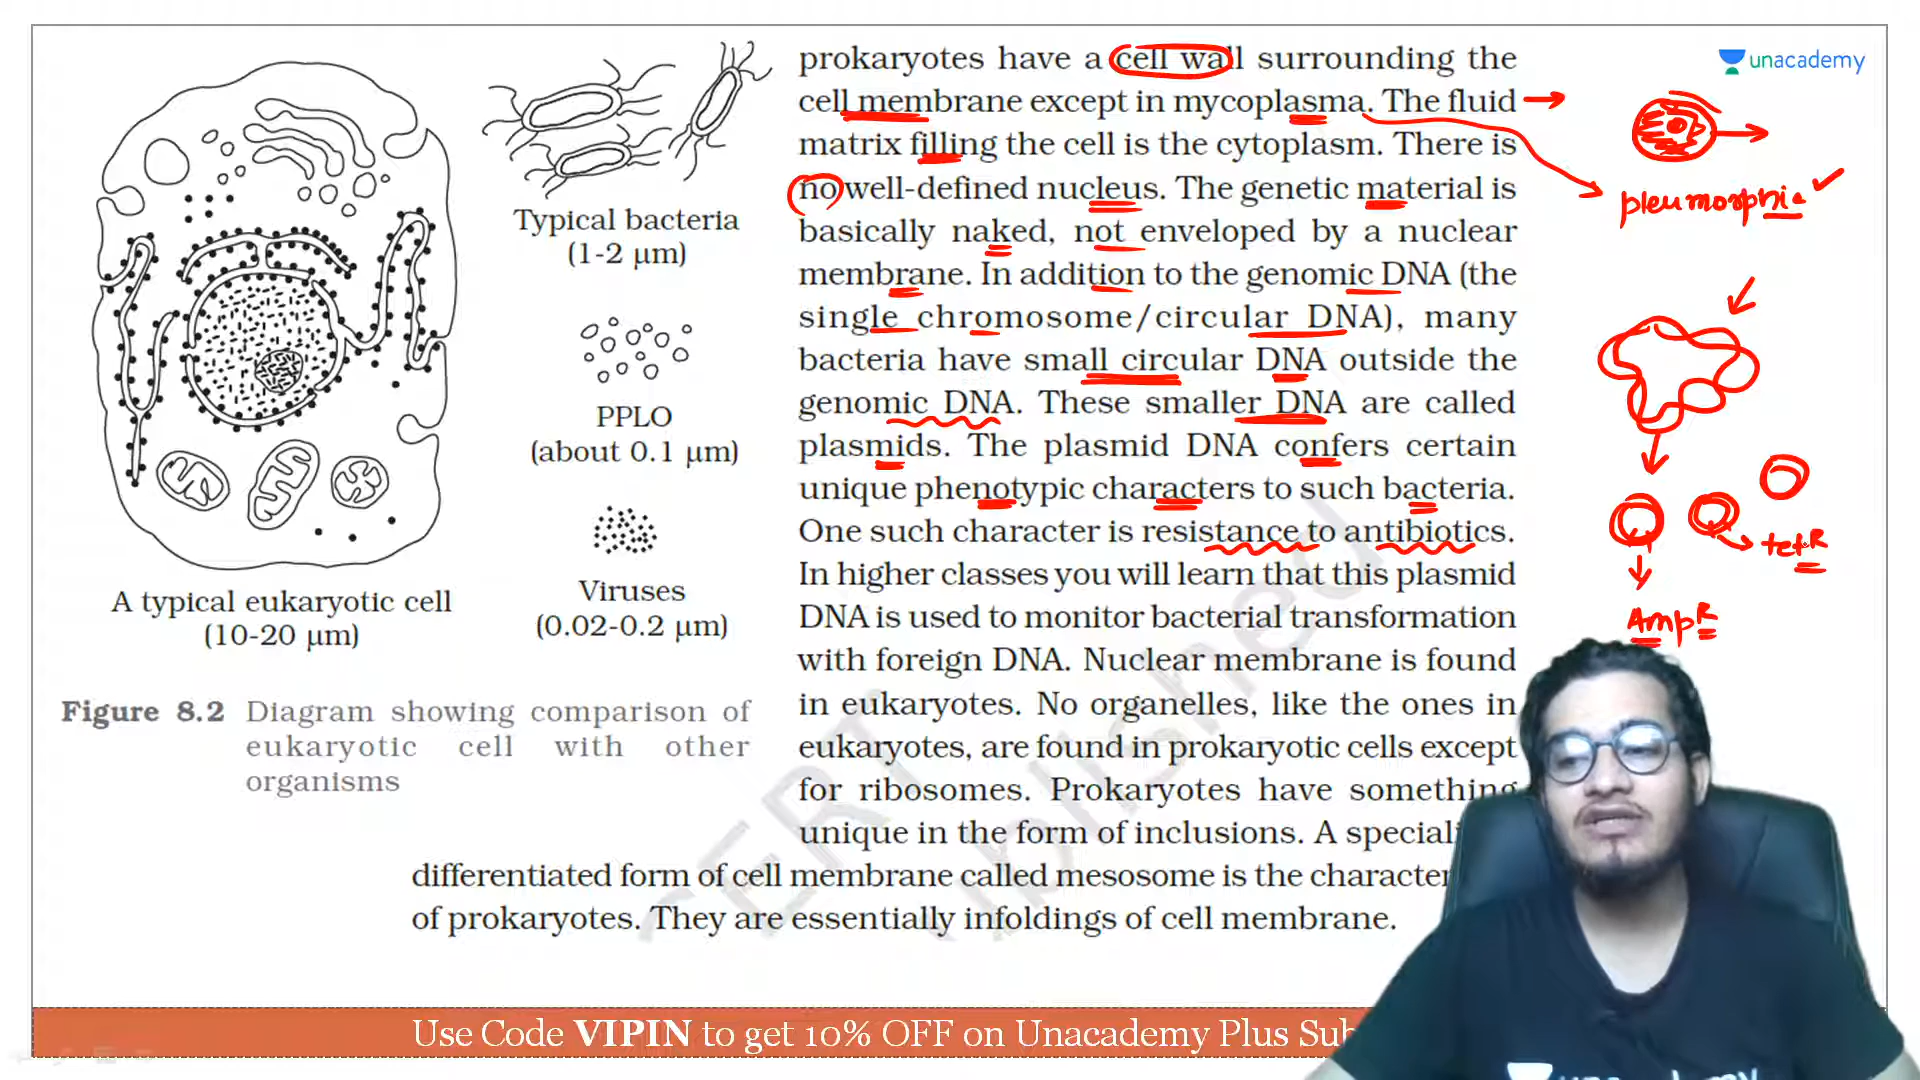 prokaryotes have a cell wall surrounding the
cell membrane except in mycoplasma. The fluid
matrix filling the cell is the cytoplasm. There is
no well-defined nucleus. The genetic material is
basically naked, not enveloped by a nuclear
membrane. In addition to the genomic DNA (the
single chromosome/circular DNA), many
bacteria have small circular DNA outside the
genomic DNA. These smaller DNA are called
plasmids. The plasmid DNA confers certain
unique phenotypic characters to such bacteria.
One such character is resistance to antibiotics.
In higher classes you will learn that this plasmid
DNA is used to monitor bacterial transformation
with foreign DNA. Nuclear membrane is found
in eukaryotes. No organelles, like the ones in
eukaryotes, are found in prokaryotic cells except
for ribosomes. Prokaryotes have something
unique in the form of inclusions. A
differentiated form of cell membrane called mesosome is the
of prokaryotes. They are essentially infoldings of cell membrane.
Typical bacteria
(1-2 µm)
PPLO
(about 0.1 µm)
Viruses
(0.02-0.2 µm)
A typical eukaryotic cell
(10-20 µm)
Figure 8.2 Diagram showing comparison of
eukaryotic cell with other
organisms
unacademy
pleumorphic
tetR
AmpR
Use Code VIPIN to get 10% OFF on Unacademy Plus